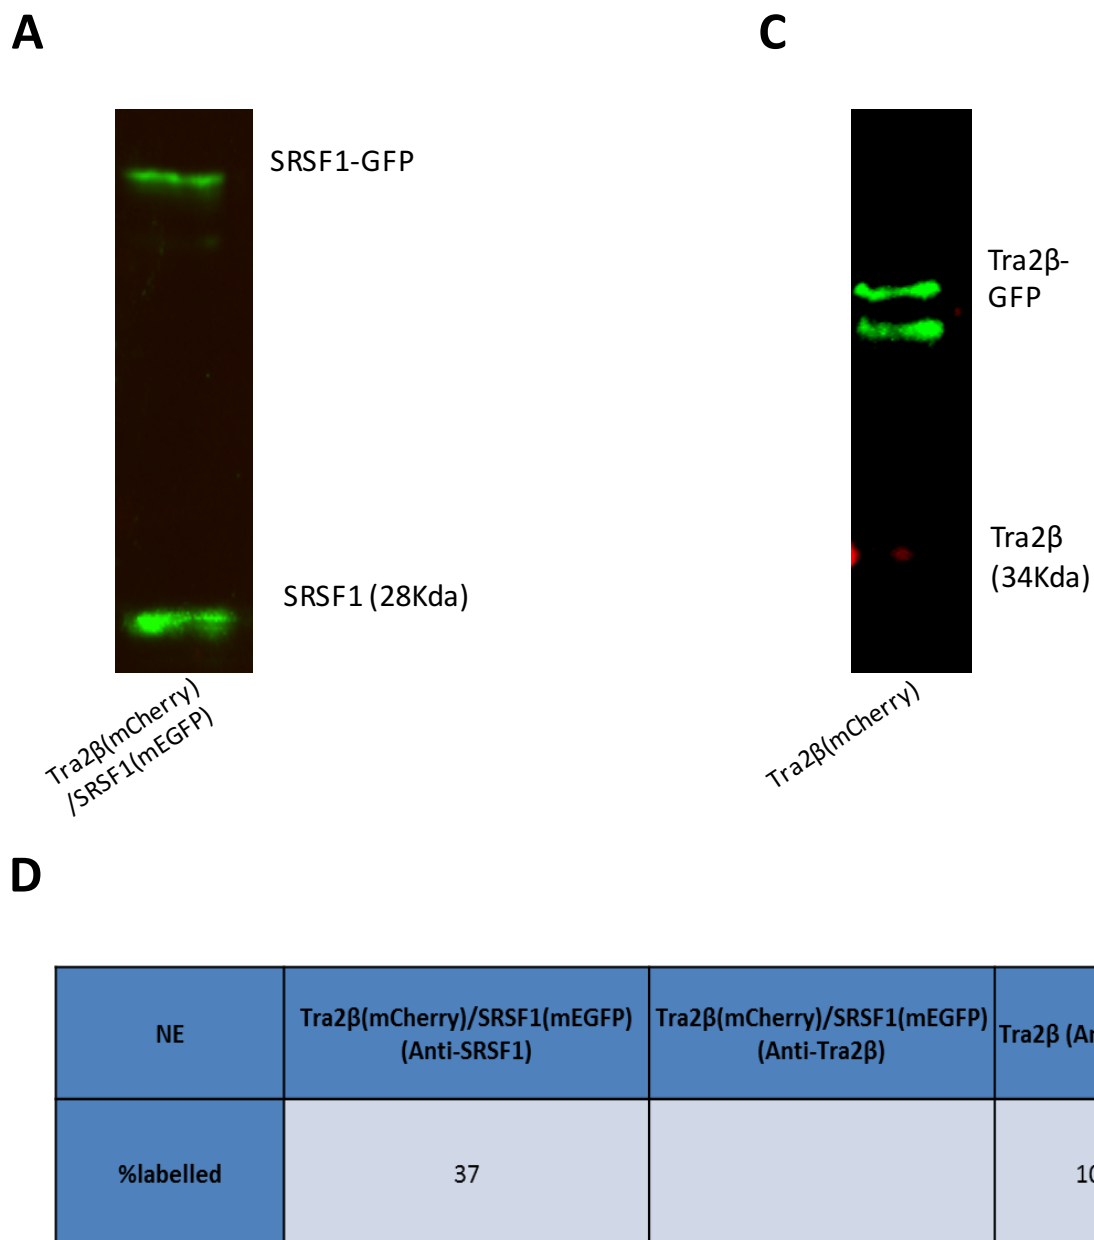 A
C
SRSF1-GFP
Tra2β-
GFP
Tra2β
(34Kda)
SRSF1 (28Kda)
Tra2β(mCherry)
/SRSF1(mEGFP)
Tra2β(mCherry)
D
NE
Tra2β(mCherry)/SRSF1(mEGFP)
(Anti-SRSF1)
Tra2β(mCherry)/SRSF1(mEGFP)
(Anti-Tra2β)
Tra2β
%labelled
37